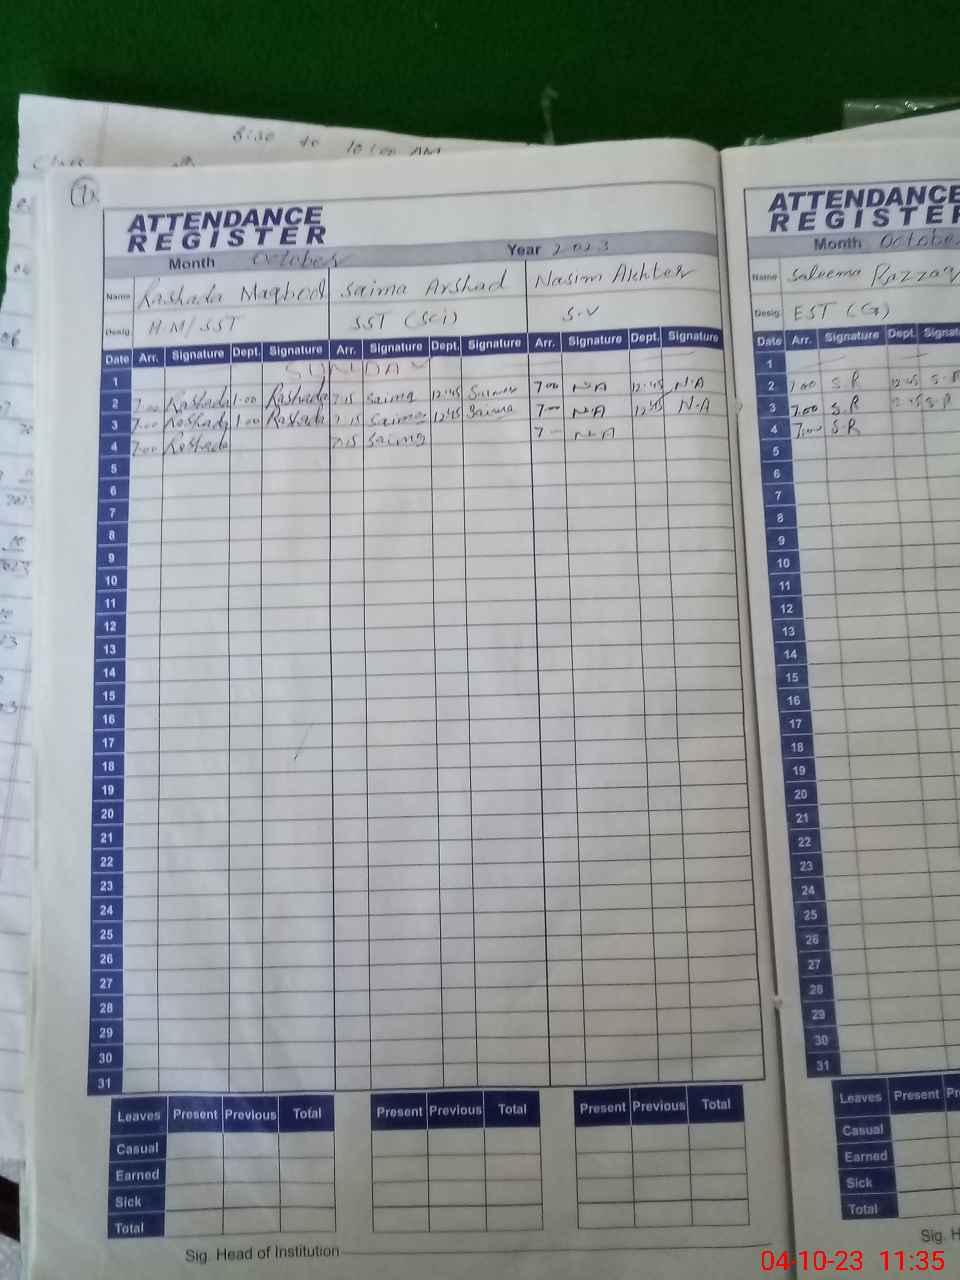 8:30 to 10:00 AM
Class
1
ATTENDANCE
REGISTER
Month October Year 2023
Name Rashada Maqbool Saima Arshad Nasim Akhter
Desig H.M/SST SST (Sci) S.V
Date Arr. Signature Dept. Signature Arr. Signature Dept. Signature Arr. Signature Dept. Signature
1 SUNDAY
2 7:00 Rashada 1:00 Rashada 7:15 Saima 12:45 Saima 7:00 N.A 12:45 N.A
3 7:00 Rashada 1:00 Rashada 7:15 Saima 12:45 Saima 7:00 N.A 12:45 N.A
4 7:00 Rashada 7:15 Saima 7 N.A
5
6
7
8
9
10
11
12
13
14
15
16
17
18
19
20
21
22
23
24
25
26
27
28
29
30
31
Leaves Present Previous Total Present Previous Total Present Previous Total
Casual
Earned
Sick
Total
Sig. Head of Institution
ATTENDANCE
REGISTER
Month October
Name Saleema Razzaq
Desig EST (G)
Date Arr. Signature Dept. Signat
1
2 7:00 S.R 12:45 S.R
3 7:00 S.R 12:45 S.R
4 7:00 S.R
5
6
7
8
9
10
11
12
13
14
15
16
17
18
19
20
21
22
23
24
25
26
27
28
29
30
31
Leaves Present Pr
Casual
Earned
Sick
Total
Sig. H
04-10-23 11:35